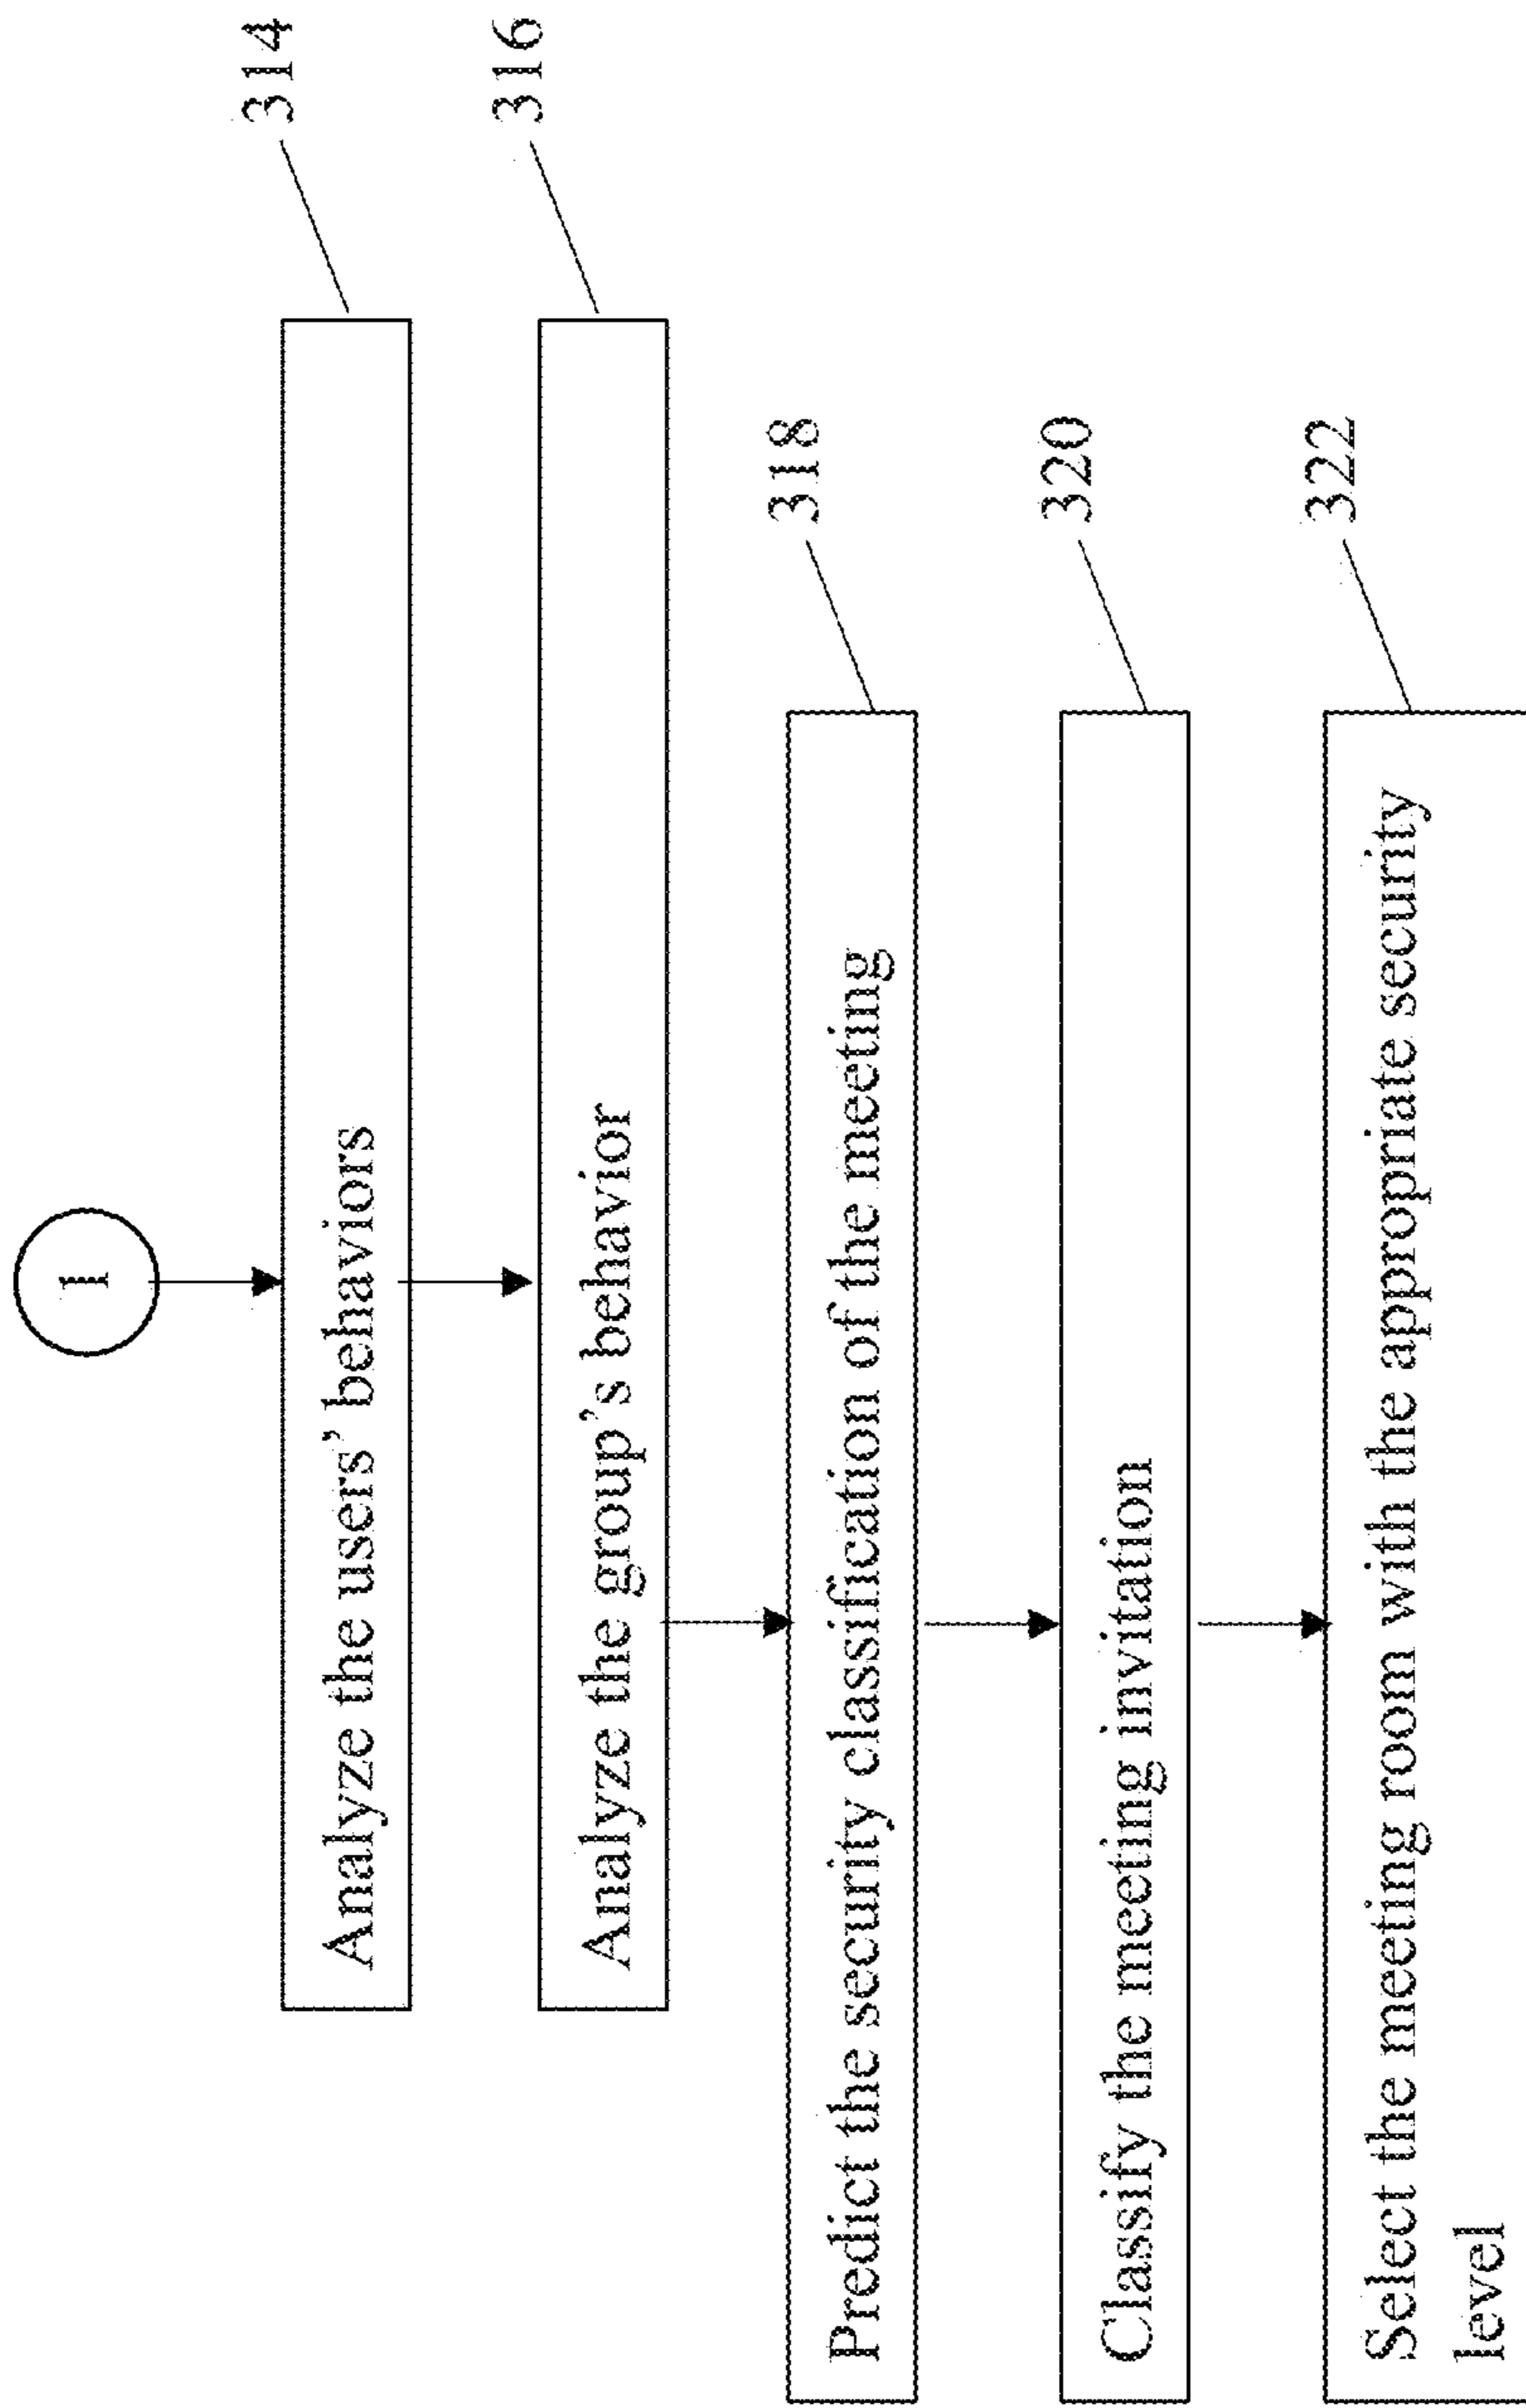 1
Analyze the users’ behaviors
314
Analyze the group’s behavior
316
Predict the security classification of the meeting
318
Classify the meeting invitation
320
Select the meeting room with the appropriate security
level
322